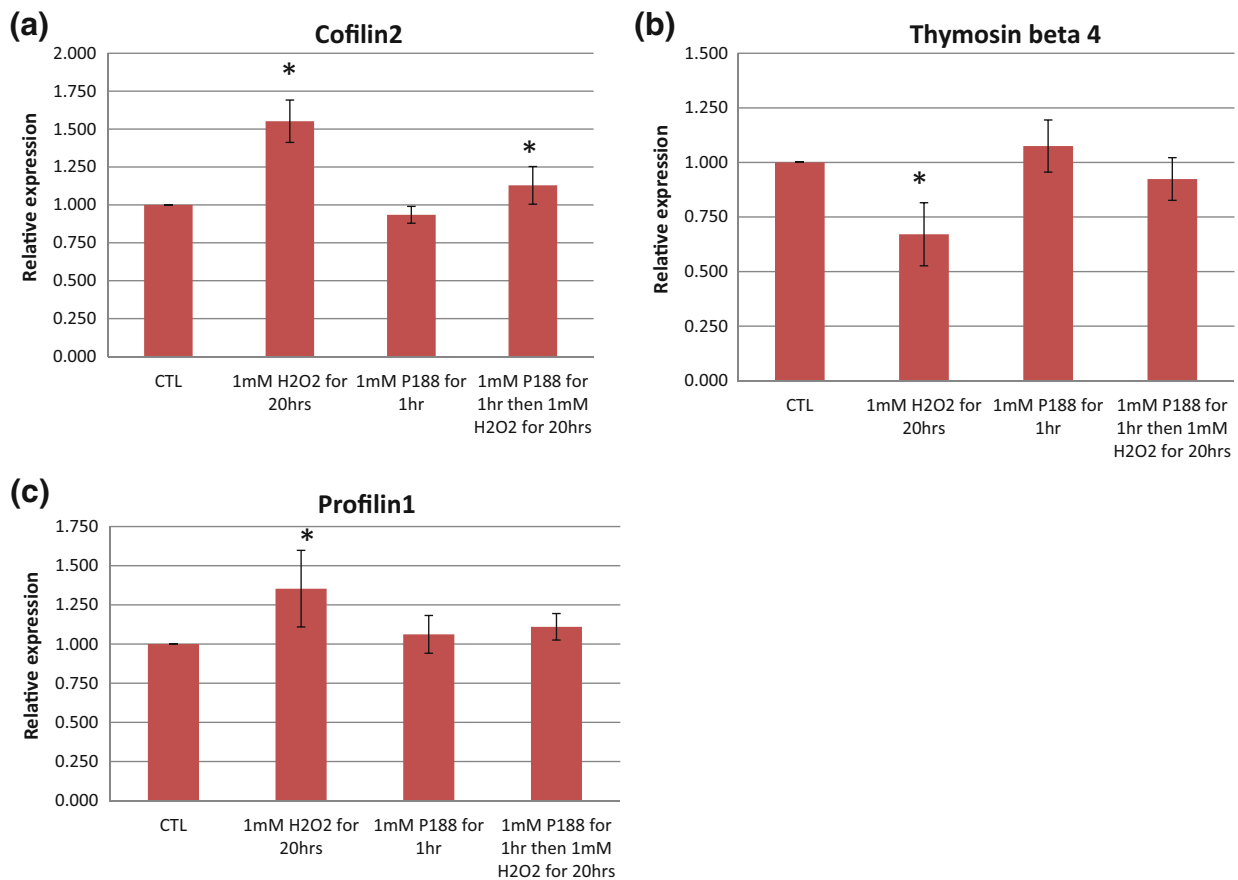 (a)
Cofilin2
2.000
1.750
1.500
1.250
1.000
0.750
0.500
0.250
0.000
Relative expression
*
*
CTL
1mM H2O2 for
20hrs
1mM P188 for
1hr
1mM P188 for
1hr then 1mM
H2O2 for 20hrs
(b)
Thymosin beta 4
1.500
1.250
1.000
0.750
0.500
0.250
0.000
Relative expression
*
CTL
1mM H2O2 for
20hrs
1mM P188 for
1hr
1mM P188 for
1hr then 1mM
H2O2 for 20hrs
(c)
Profilin1
1.750
1.500
1.250
1.000
0.750
0.500
0.250
0.000
Relative expression
*
CTL
1mM H2O2 for
20hrs
1mM P188 for
1hr
1mM P188 for
1hr then 1mM
H2O2 for 20hrs